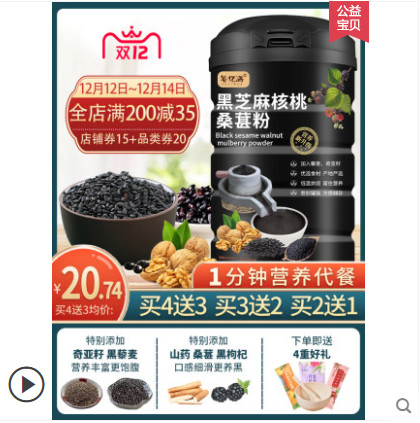 公益
宝贝
双12
12月12日~12月14日
全店满200减35
店铺券15+品类券20
黑芝麻核桃
桑葚粉
Black sesame walnut
mulberry powder
¥20.74
买4送3均价:
1分钟营养代餐
买4送3 买3送2 买2送1
特别添加
奇亚籽 黑藜麦
营养丰富更饱腹
特别添加
山药 桑葚 黑枸杞
口感细滑更养黑
下单即送
4重好礼